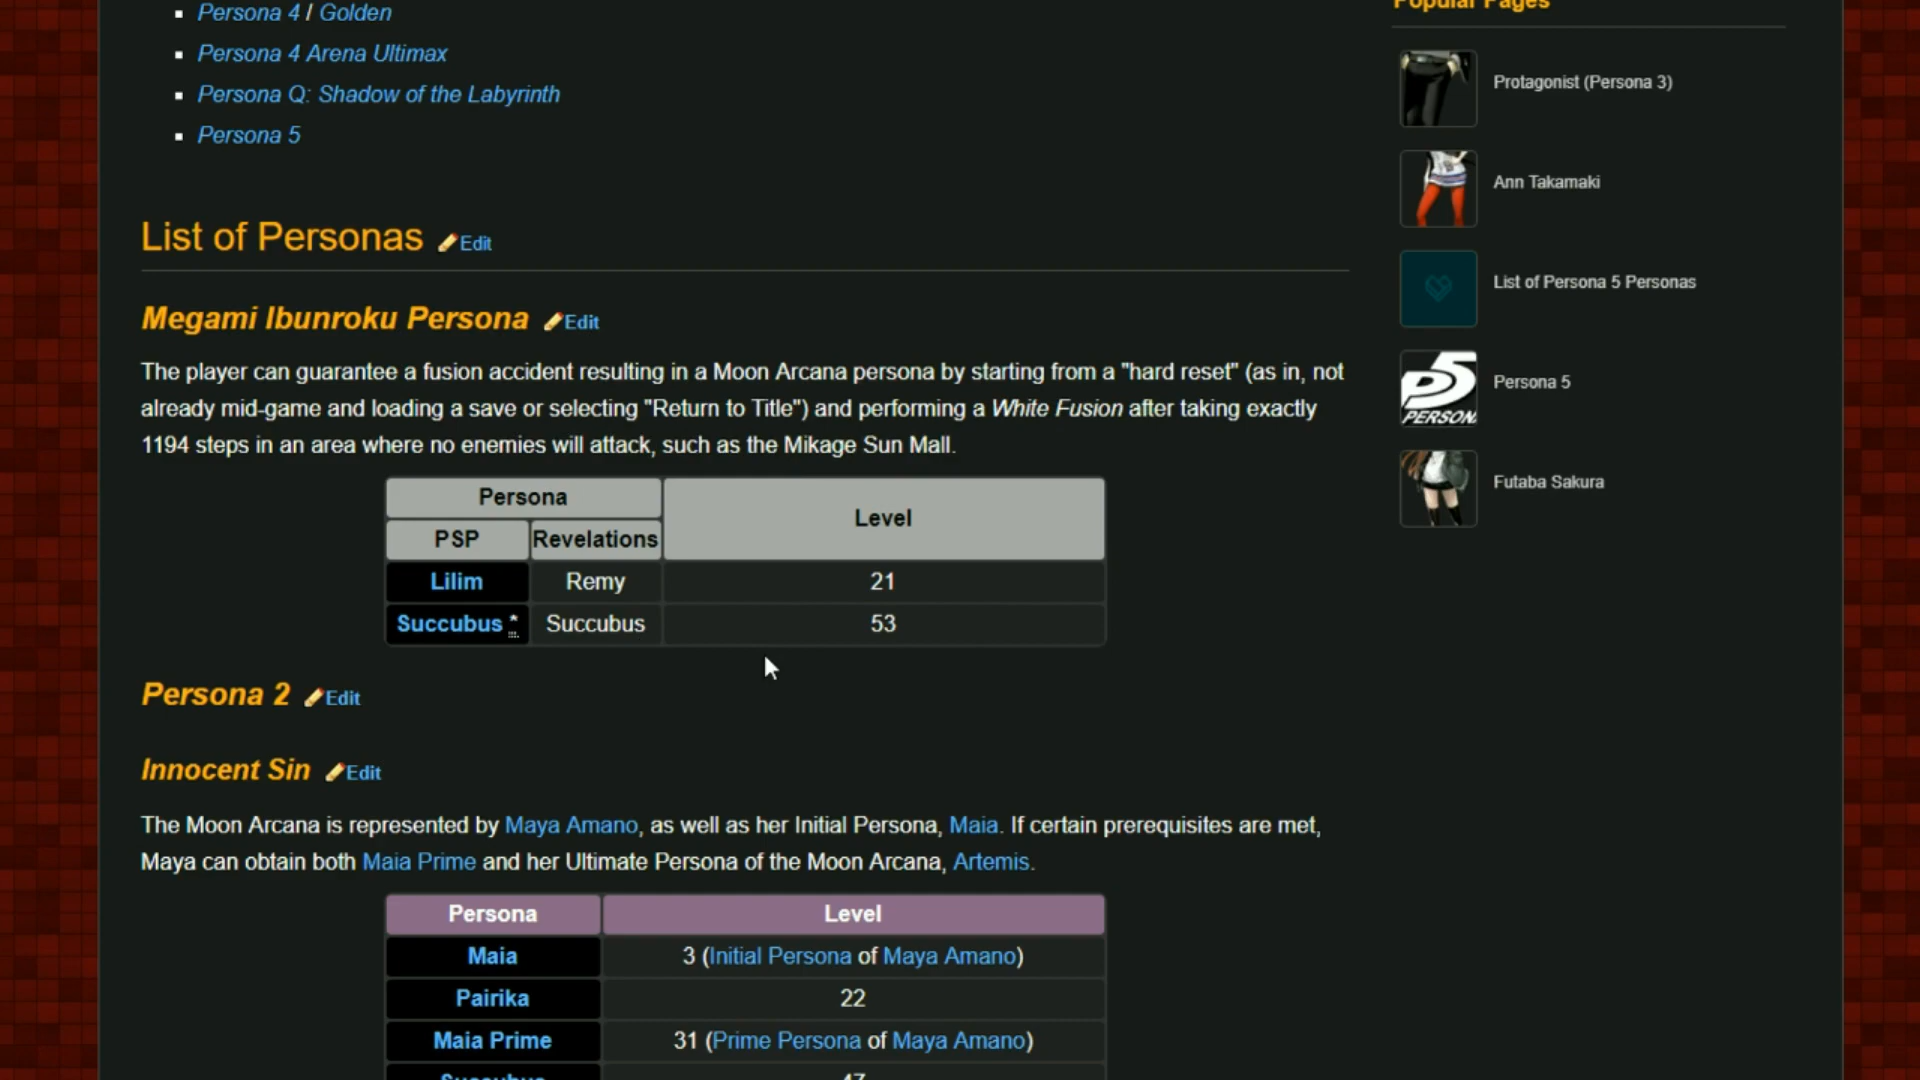 Persona 4 / Golden
Persona 4 Arena Ultimax
Persona Q: Shadow of the Labyrinth
Persona 5
List of Personas Edit
Megami Ibunroku Persona Edit
The player can guarantee a fusion accident resulting in a Moon Arcana persona by starting from a "hard reset" (as in, not
already mid-game and loading a save or selecting "Return to Title") and performing a White Fusion after taking exactly
1194 steps in an area where no enemies will attack, such as the Mikage Sun Mall.
Persona Level
PSP Revelations
Lilim Remy 21
Succubus * Succubus 53
Persona 2 Edit
Innocent Sin Edit
The Moon Arcana is represented by Maya Amano, as well as her Initial Persona, Maia. If certain prerequisites are met,
Maya can obtain both Maia Prime and her Ultimate Persona of the Moon Arcana, Artemis.
Persona Level
Maia 3 (Initial Persona of Maya Amano)
Pairika 22
Maia Prime 31 (Prime Persona of Maya Amano)
Succubus 47
Popular Pages
Protagonist (Persona 3)
Ann Takamaki
List of Persona 5 Personas
P5
PERSON
Persona 5
Futaba Sakura